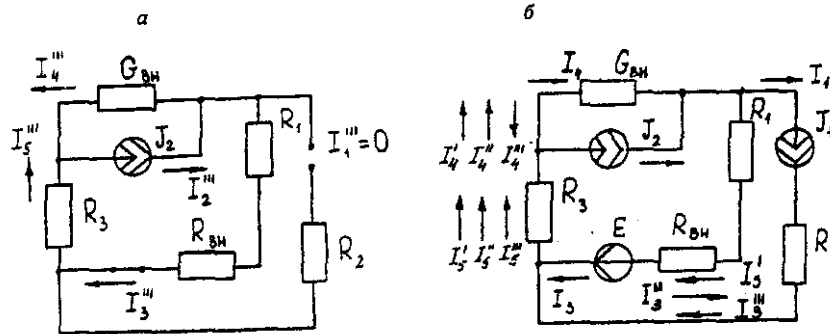 а
б
I₄''' G_вн
I₅''' J₂ R₁ I₁'''=0
I₂'''
R₃ R_вн R₂
I₃'''
I₄ G_вн I₁
I₄' I₄'' I₄''' J₂ R₁ J₁
R₃
I₅' I₅'' I₅''' E R_вн R
I₃ I₃'' I₃'
I₃'''